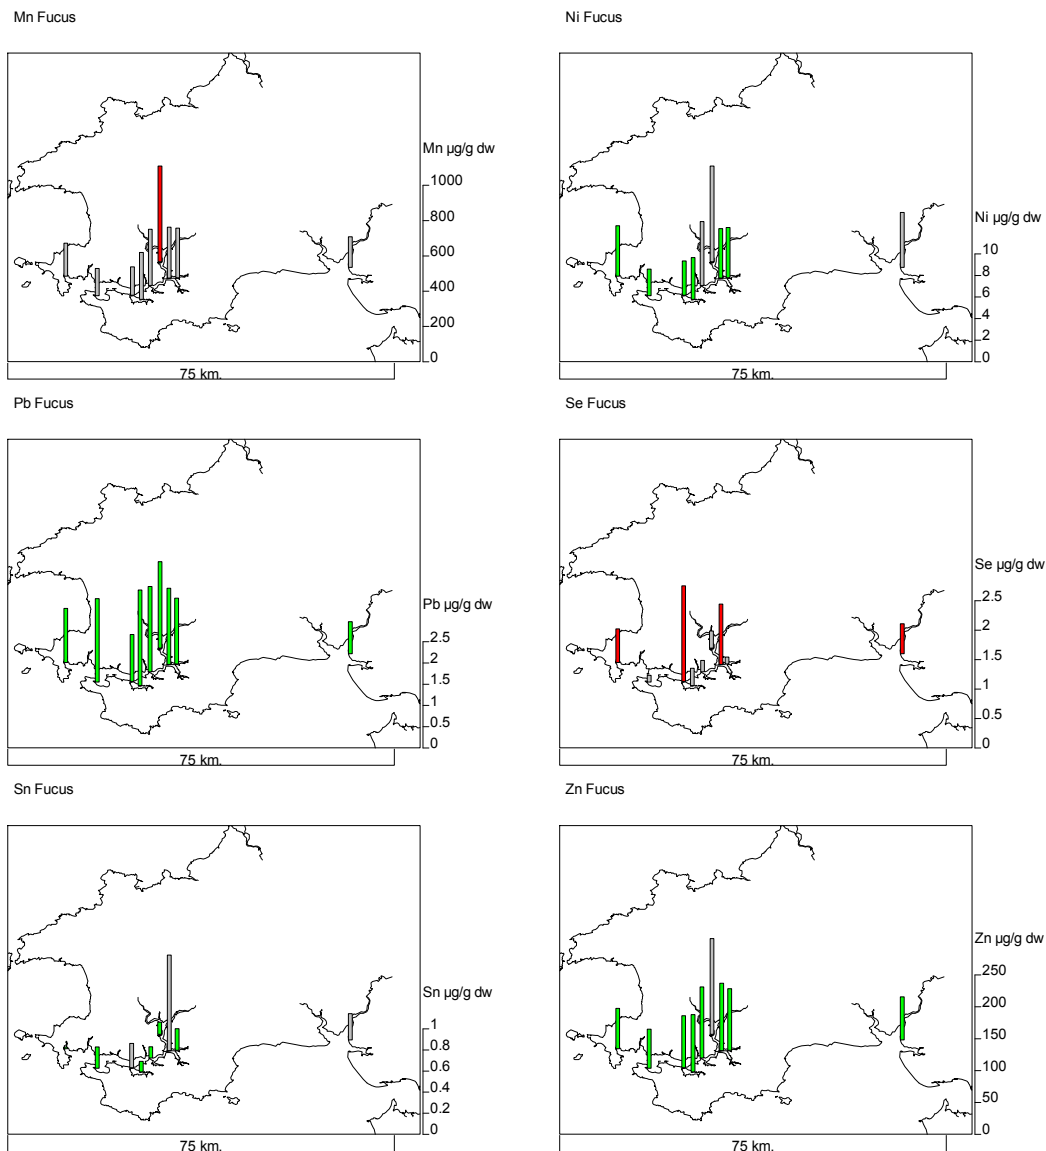 Mn Fucus
Mn µg/g dw
1000
800
600
400
200
0
75 km.
Ni Fucus
Ni µg/g dw
10
8
6
4
2
0
75 km.
Pb Fucus
Pb µg/g dw
2.5
2
1.5
1
0.5
0
75 km.
Se Fucus
Se µg/g dw
2.5
2
1.5
1
0.5
0
75 km.
Sn Fucus
Sn µg/g dw
1
0.8
0.6
0.4
0.2
0
75 km.
Zn Fucus
Zn µg/g dw
250
200
150
100
50
0
75 km.